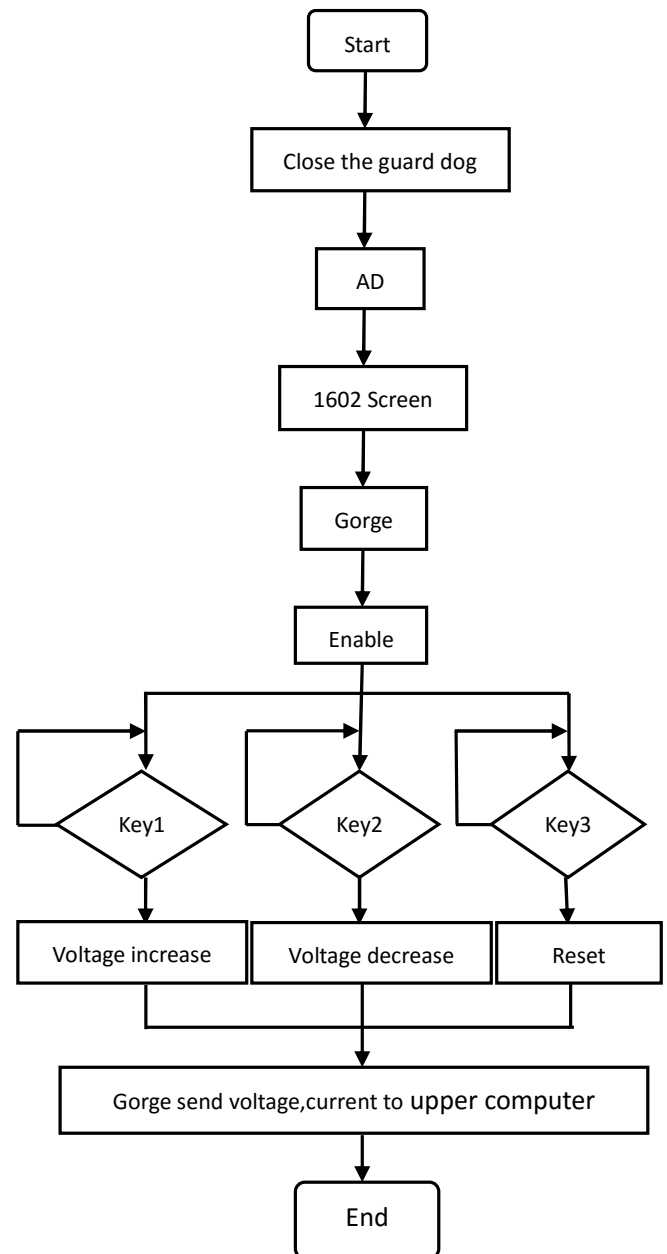 Start
Close the guard dog
AD
1602 Screen
Gorge
Enable
Key1
Key2
Key3
Voltage increase
Voltage decrease
Reset
Gorge send voltage,current to upper computer
End